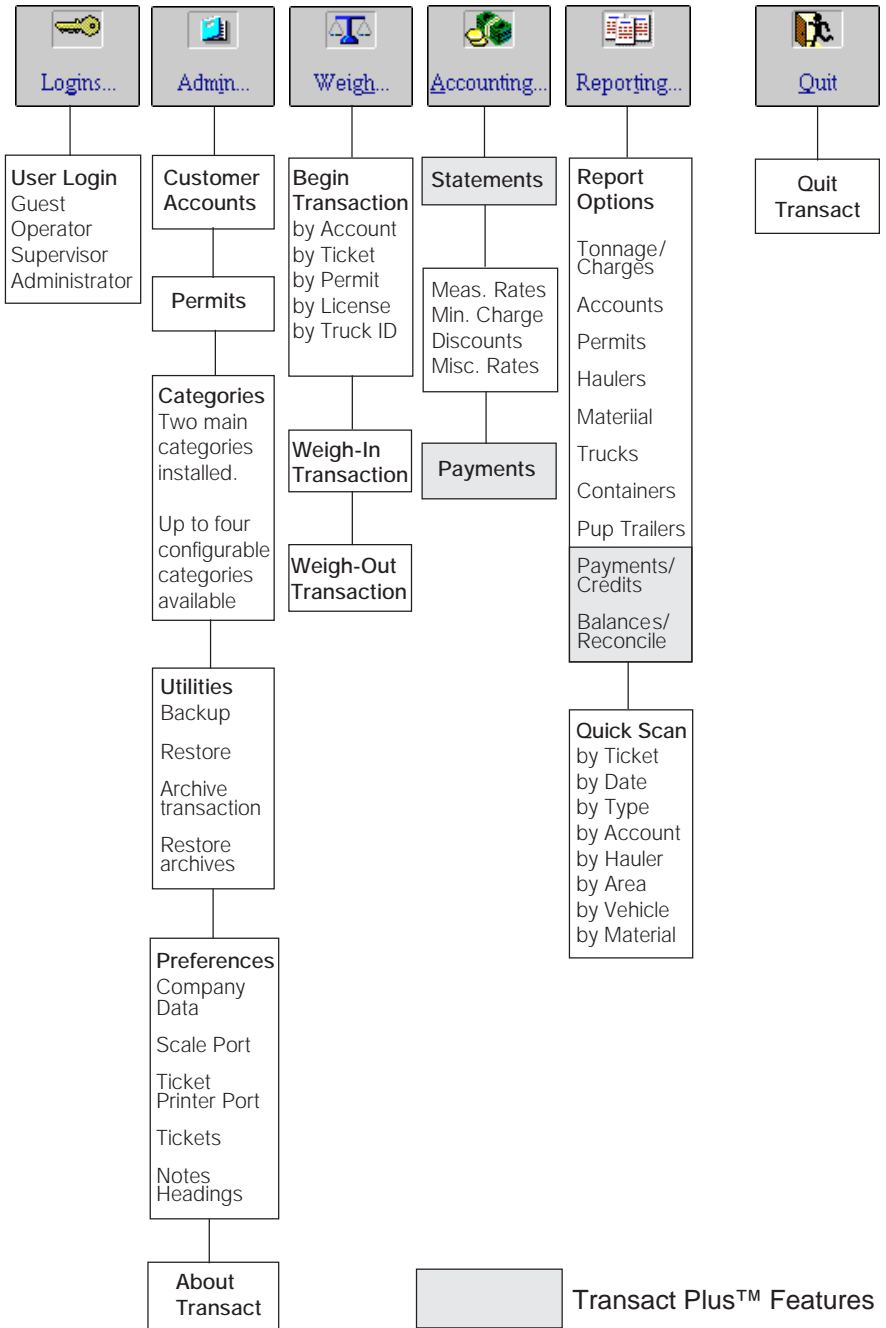 Logins...
Admin...
Weigh...
Accounting...
Reporting...
Quit
User Login
Guest
Operator
Supervisor
Administrator
Customer
Accounts
Permits
Categories
Two main
categories
installed.
Up to four
configurable
categories
available
Utilities
Backup
Restore
Archive
transaction
Restore
archives
Preferences
Company
Data
Scale Port
Ticket
Printer Port
Tickets
Notes
Headings
About
Transact
Begin
Transaction
by Account
by Ticket
by Permit
by License
by Truck ID
Weigh-In
Transaction
Weigh-Out
Transaction
Statements
Meas. Rates
Min. Charge
Discounts
Misc. Rates
Payments
Report
Options
Tonnage/
Charges
Accounts
Permits
Haulers
Materiial
Trucks
Containers
Pup Trailers
Payments/
Credits
Balances/
Reconcile
Quick Scan
by Ticket
by Date
by Type
by Account
by Hauler
by Area
by Vehicle
by Material
Quit
Transact
Transact Plus™ Features